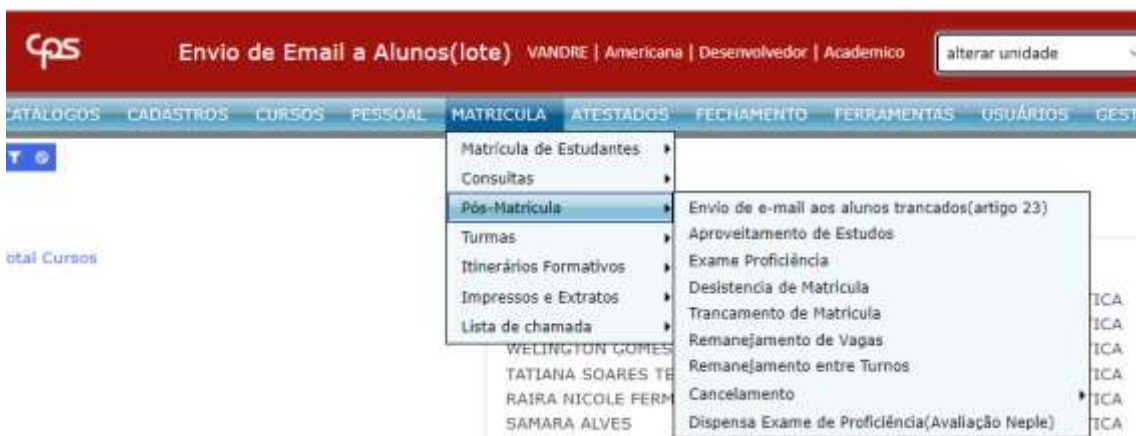 cps Envio de Email a Alunos(lote) VANDRE | Americana | Desenvolvedor | Academico alterar unidade
CATÁLOGOS CADASTROS CURSOS PESSOAL MATRICULA ATESTADOS FECHAMENTO FERRAMENTAS USUÁRIOS GEST
Matrícula de Estudantes
Consultas
Pós-Matricula
Turmas
Itinerários Formativos
Impressos e Extratos
Lista de chamada
Envio de e-mail aos alunos trancados(artigo 23)
Aproveitamento de Estudos
Exame Proficiência
Desistencia de Matricula
Trancamento de Matricula
Remanejamento de Vagas
Remanejamento entre Turnos
Cancelamento
Dispensa Exame de Proficiência(Avaliação Neple)
otal Cursos
TICA
TICA
WELINGTON GOMES TICA
TATIANA SOARES TE TICA
RAIRA NICOLE FERM TICA
SAMARA ALVES TICA